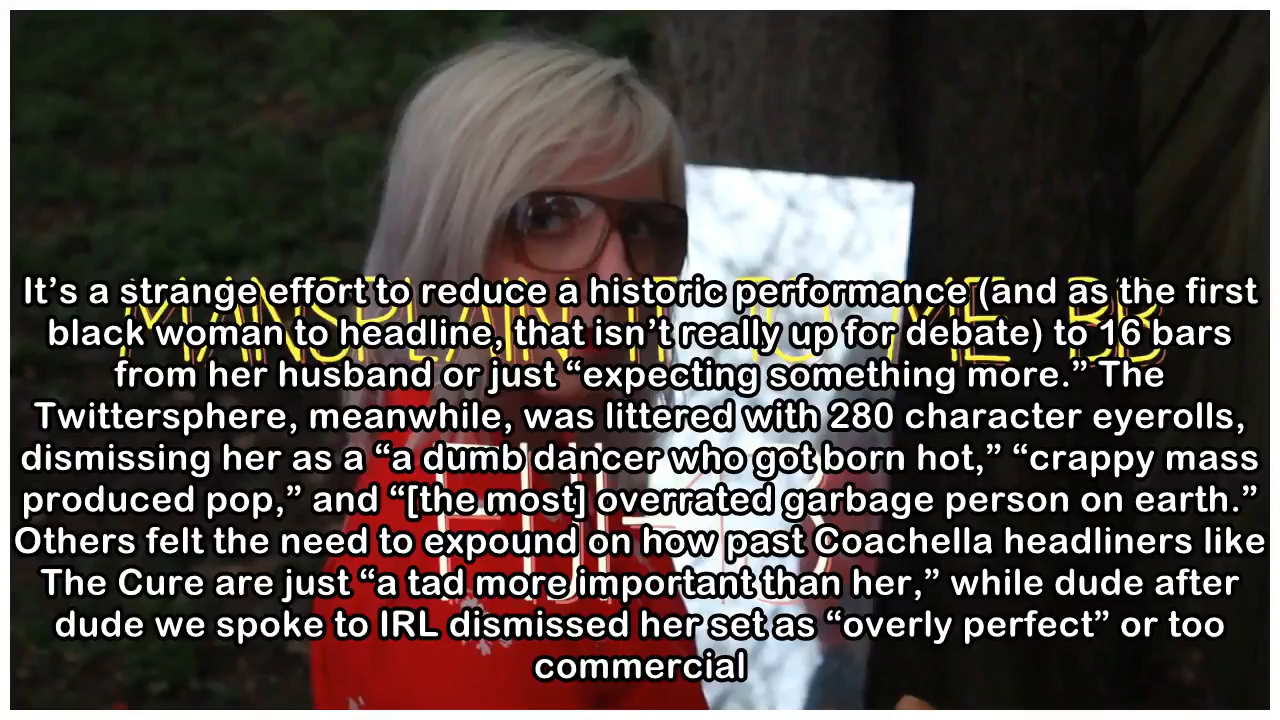 It’s a strange effort to reduce a historic performance (and as the first
MANSPLAIN IT TO ME BB
black woman to headline, that isn’t really up for debate) to 16 bars
from her husband or just “expecting something more.” The
Twittersphere, meanwhile, was littered with 280 character eyerolls,
dismissing her as a “a dumb dancer who got born hot,” “crappy mass
produced pop,” and “[the most] overrated garbage person on earth.”
Others felt the need to expound on how past Coachella headliners like
The Cure are just “a tad more important than her,” while dude after
dude we spoke to IRL dismissed her set as “overly perfect” or too
commercial